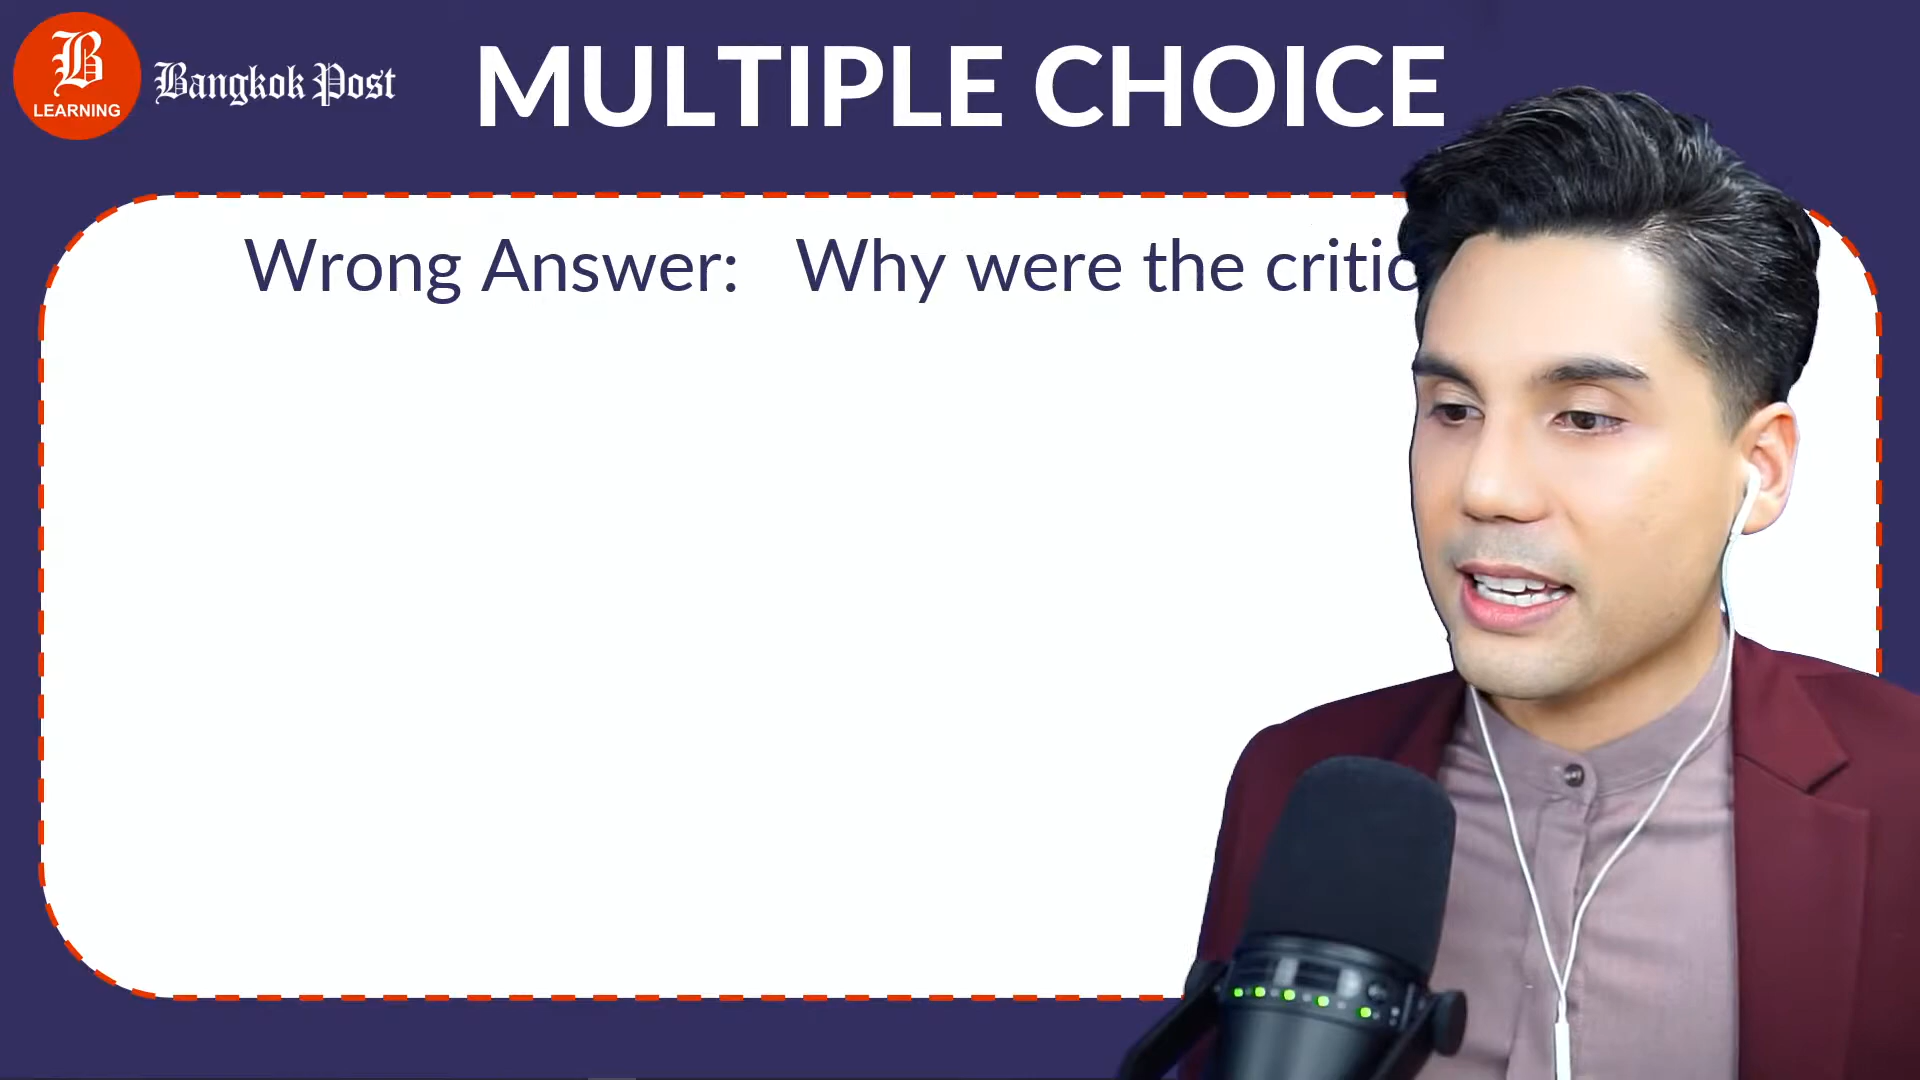 B
LEARNING
Bangkok Post
MULTIPLE CHOICE
Wrong Answer: Why were the